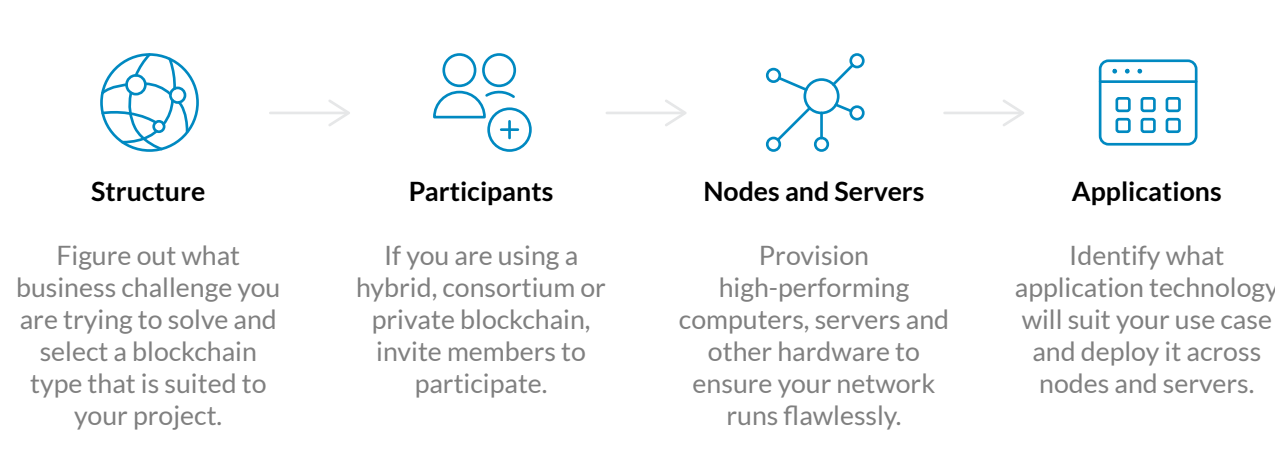 Structure
Figure out what
business challenge you
are trying to solve and
select a blockchain
type that is suited to
your project.
Participants
If you are using a
hybrid, consortium or
private blockchain,
invite members to
participate.
Nodes and Servers
Provision
high-performing
computers, servers and
other hardware to
ensure your network
runs flawlessly.
Applications
Identify what
application technology
will suit your use case
and deploy it across
nodes and servers.